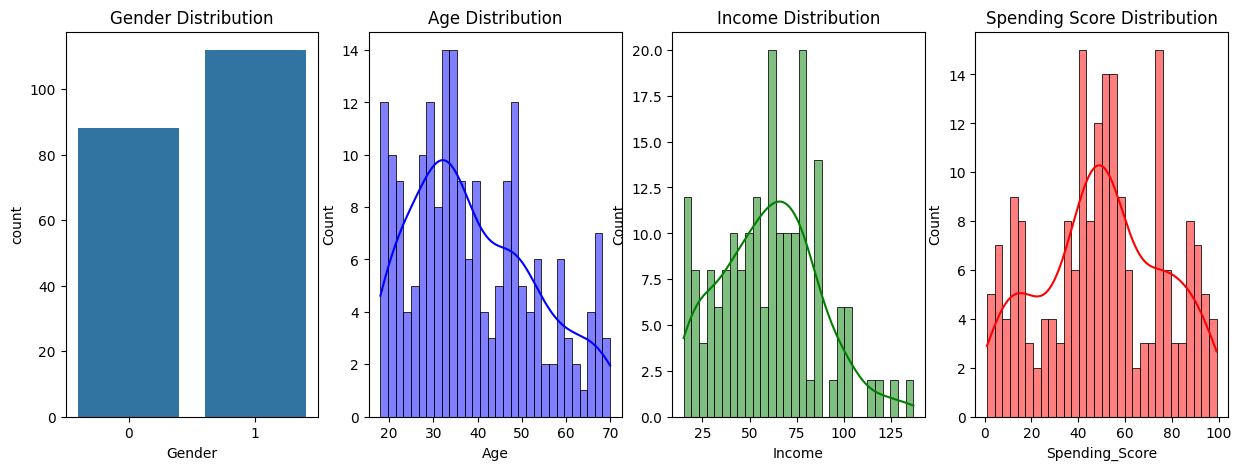 Gender Distribution
count
100
80
60
40
20
0
0 1
Gender
Age Distribution
Count
14
12
10
8
6
4
2
0
20 30 40 50 60 70
Age
Income Distribution
Count
20.0
17.5
15.0
12.5
10.0
7.5
5.0
2.5
0.0
25 50 75 100 125
Income
Spending Score Distribution
Count
14
12
10
8
6
4
2
0
0 20 40 60 80 100
Spending_Score